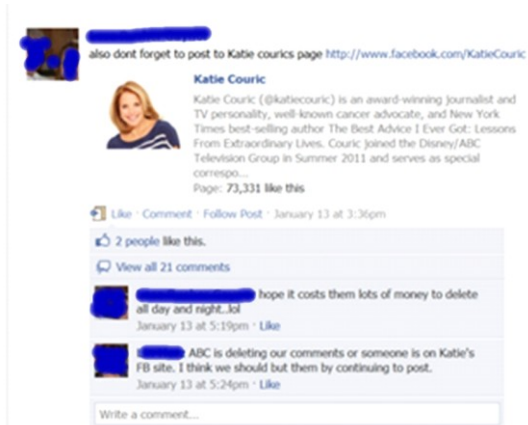 also dont forget to post to Katie courics page http://www.facebook.com/KatieCouric
Katie Couric
Katie Couric (@katiecouric) is an award-winning journalist and
TV personality, well-known cancer advocate, and New York
Times best-selling author The Best Advice I Ever Got: Lessons
From Extraordinary Lives. Couric joined the Disney/ABC
Television Group in Summer 2011 and serves as special
correspo...
Page: 73,331 like this
Like · Comment · Follow Post · January 13 at 3:36pm
2 people like this.
View all 21 comments
hope it costs them lots of money to delete
all day and night..lol
January 13 at 5:19pm · Like
ABC is deleting our comments or someone is on Katie's
FB site. I think we should but them by continuing to post.
January 13 at 5:24pm · Like
Write a comment...